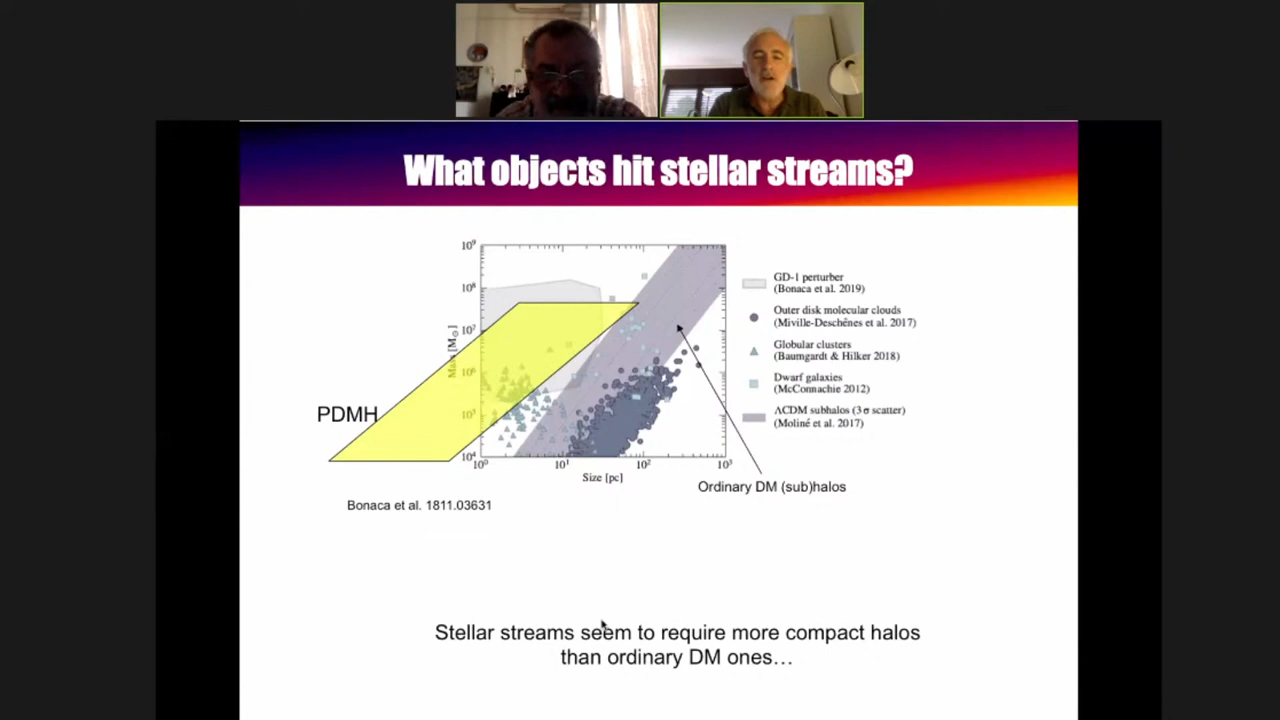 What objects hit stellar streams?
10⁹
10⁸
10⁷
10⁶
10⁵
10⁴
Mass [M⊙]
10⁰
10¹
10²
10³
Size [pc]
GD-1 perturber
(Bonaca et al. 2019)
Outer disk molecular clouds
(Miville-Deschênes et al. 2017)
Globular clusters
(Baumgardt & Hilker 2018)
Dwarf galaxies
(McConnachie 2012)
ΛCDM subhalos (3 σ scatter)
(Moliné et al. 2017)
PDMH
Ordinary DM (sub)halos
Bonaca et al. 1811.03631
Stellar streams seem to require more compact halos
than ordinary DM ones…